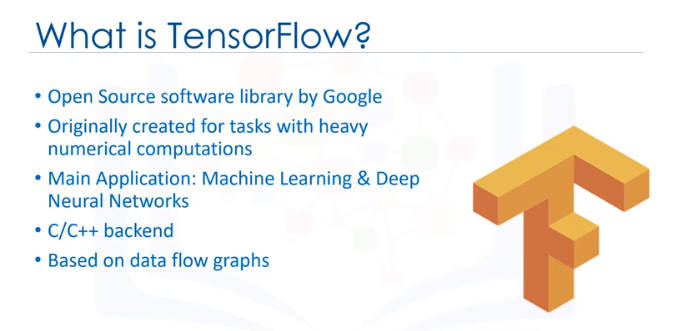 What is TensorFlow?
• Open Source software library by Google
• Originally created for tasks with heavy
numerical computations
• Main Application: Machine Learning & Deep
Neural Networks
• C/C++ backend
• Based on data flow graphs